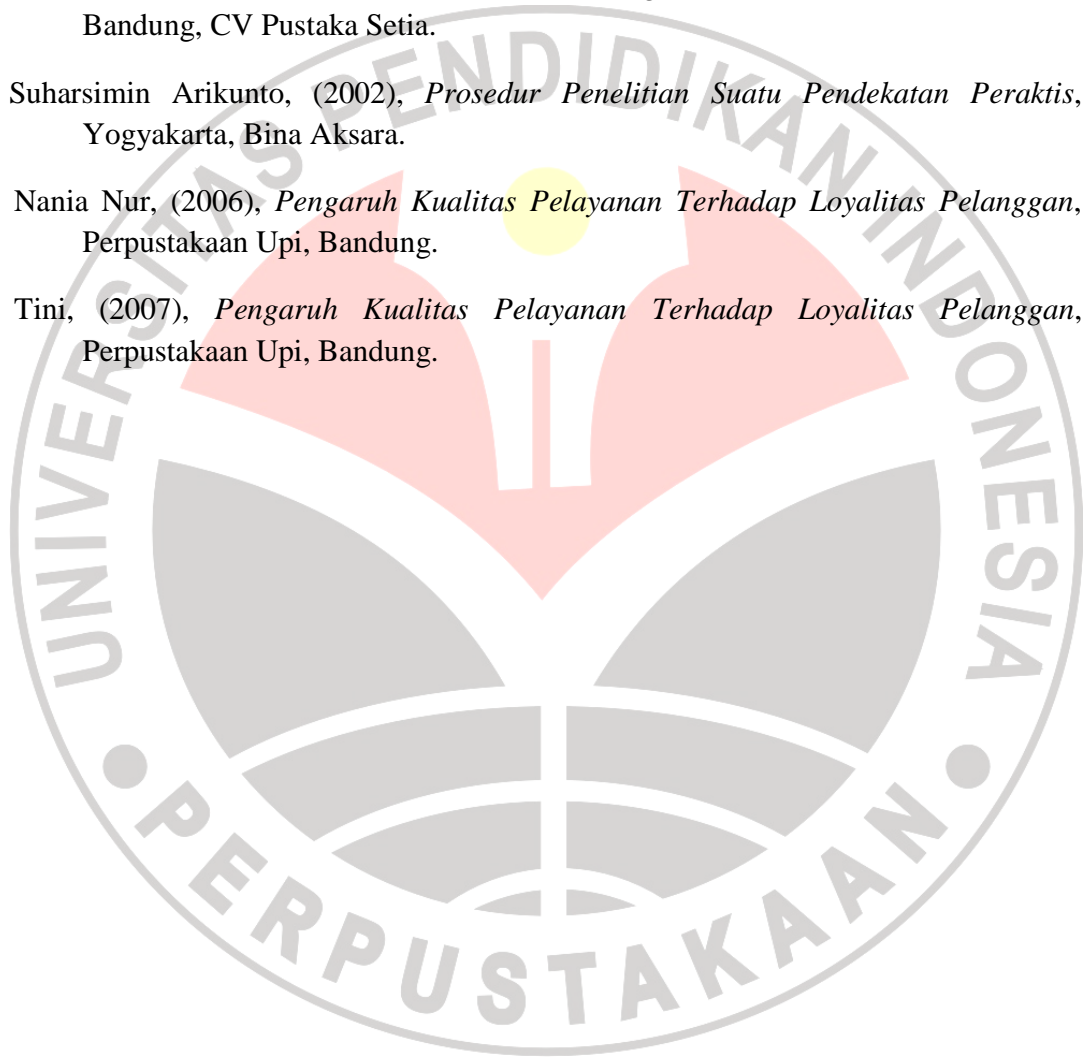 Bandung, CV Pustaka Setia.
Suharsimin Arikunto, (2002), Prosedur Penelitian Suatu Pendekatan Peraktis,
Yogyakarta, Bina Aksara.
Nania Nur, (2006), Pengaruh Kualitas Pelayanan Terhadap Loyalitas Pelanggan,
Perpustakaan Upi, Bandung.
Tini, (2007), Pengaruh Kualitas Pelayanan Terhadap Loyalitas Pelanggan,
Perpustakaan Upi, Bandung.
UNIVERSITAS PENDIDIKAN INDONESIA
PERPUSTAKAAN